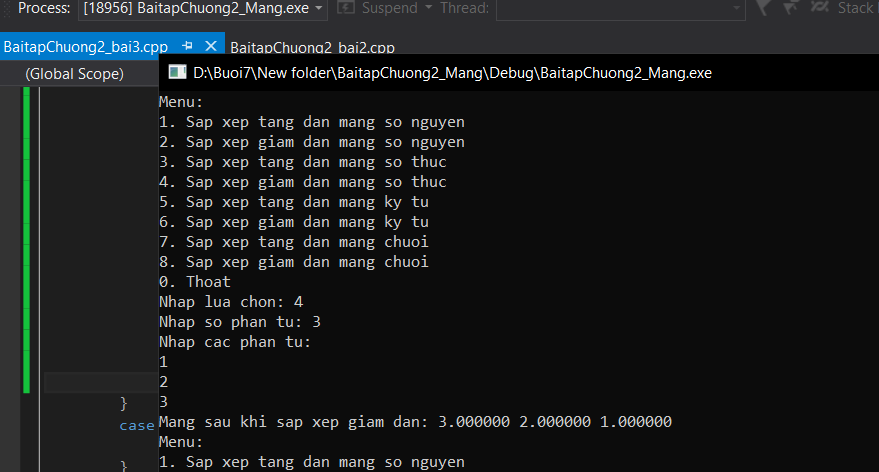 Process: [18956] BaitapChuong2_Mang.exe Suspend Thread: Stack
BaitapChuong2_bai3.cpp BaitapChuong2_bai2.cpp
(Global Scope)
D:\Buoi7\New folder\BaitapChuong2_Mang\Debug\BaitapChuong2_Mang.exe
Menu:
1. Sap xep tang dan mang so nguyen
2. Sap xep giam dan mang so nguyen
3. Sap xep tang dan mang so thuc
4. Sap xep giam dan mang so thuc
5. Sap xep tang dan mang ky tu
6. Sap xep giam dan mang ky tu
7. Sap xep tang dan mang chuoi
8. Sap xep giam dan mang chuoi
0. Thoat
Nhap lua chon: 4
Nhap so phan tu: 3
Nhap cac phan tu:
1
2
3
}
Mang sau khi sap xep giam dan: 3.000000 2.000000 1.000000
case
Menu:
1. Sap xep tang dan mang so nguyen
}